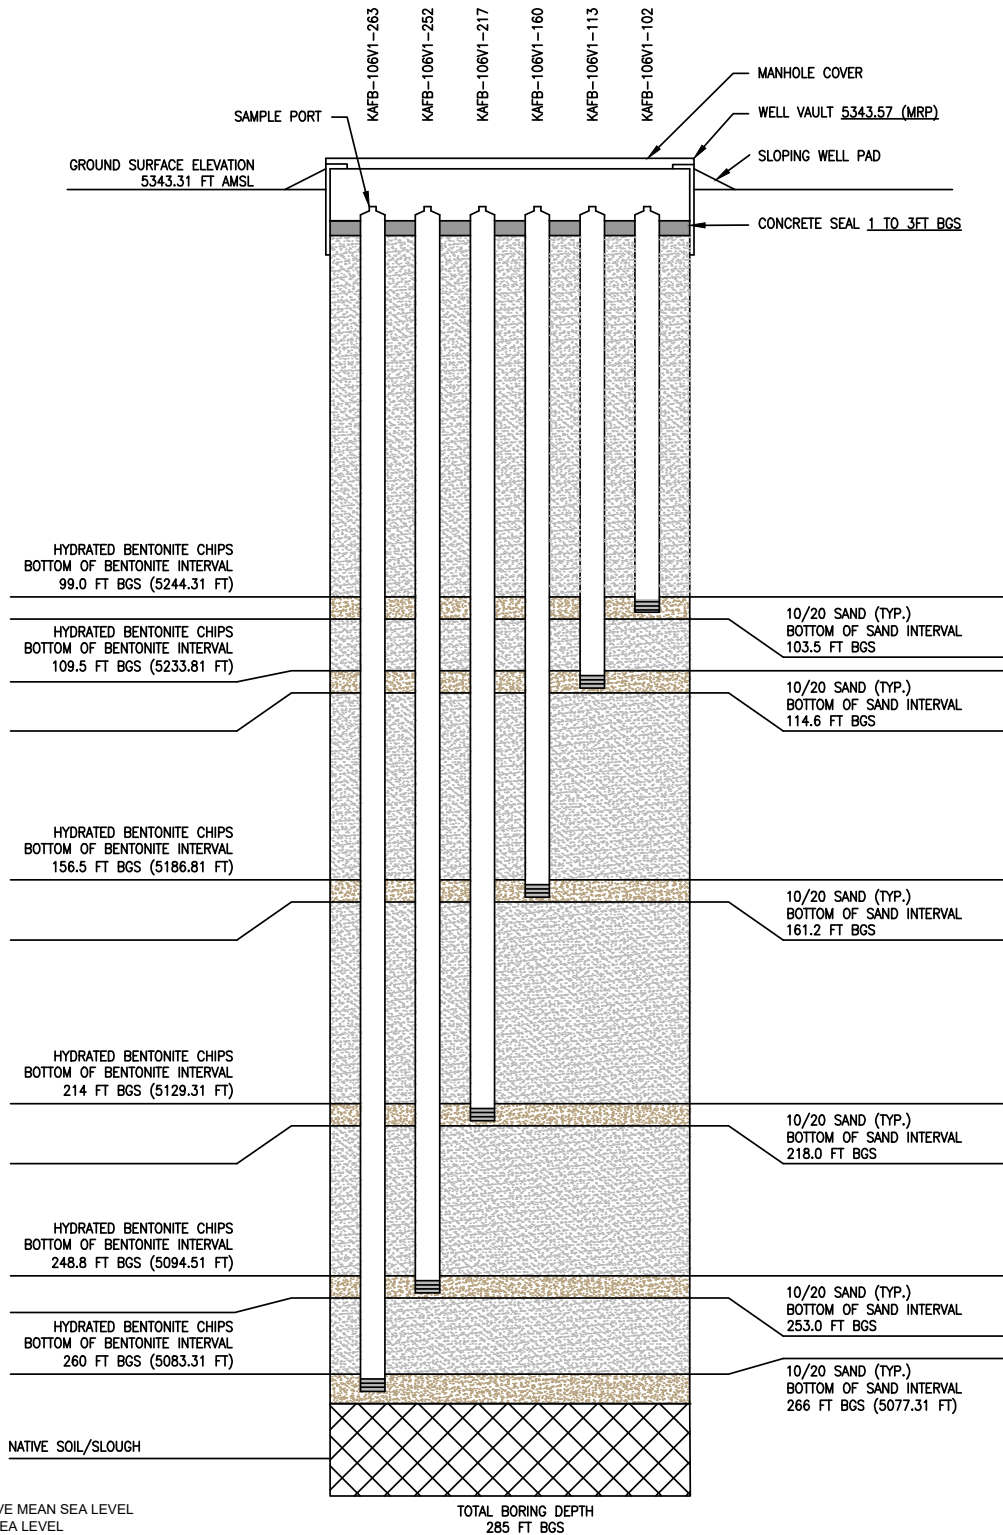 KAFB-106V1-263
KAFB-106V1-252
KAFB-106V1-217
KAFB-106V1-160
KAFB-106V1-113
KAFB-106V1-102
MANHOLE COVER
SAMPLE PORT
WELL VAULT 5343.57 (MRP)
GROUND SURFACE ELEVATION
5343.31 FT AMSL
SLOPING WELL PAD
CONCRETE SEAL 1 TO 3FT BGS
HYDRATED BENTONITE CHIPS
BOTTOM OF BENTONITE INTERVAL
99.0 FT BGS (5244.31 FT)
10/20 SAND (TYP.)
BOTTOM OF SAND INTERVAL
103.5 FT BGS
HYDRATED BENTONITE CHIPS
BOTTOM OF BENTONITE INTERVAL
109.5 FT BGS (5233.81 FT)
10/20 SAND (TYP.)
BOTTOM OF SAND INTERVAL
114.6 FT BGS
HYDRATED BENTONITE CHIPS
BOTTOM OF BENTONITE INTERVAL
156.5 FT BGS (5186.81 FT)
10/20 SAND (TYP.)
BOTTOM OF SAND INTERVAL
161.2 FT BGS
HYDRATED BENTONITE CHIPS
BOTTOM OF BENTONITE INTERVAL
214 FT BGS (5129.31 FT)
10/20 SAND (TYP.)
BOTTOM OF SAND INTERVAL
218.0 FT BGS
HYDRATED BENTONITE CHIPS
BOTTOM OF BENTONITE INTERVAL
248.8 FT BGS (5094.51 FT)
10/20 SAND (TYP.)
BOTTOM OF SAND INTERVAL
253.0 FT BGS
HYDRATED BENTONITE CHIPS
BOTTOM OF BENTONITE INTERVAL
260 FT BGS (5083.31 FT)
10/20 SAND (TYP.)
BOTTOM OF SAND INTERVAL
266 FT BGS (5077.31 FT)
NATIVE SOIL/SLOUGH
VE MEAN SEA LEVEL
EA LEVEL
TOTAL BORING DEPTH
285 FT BGS